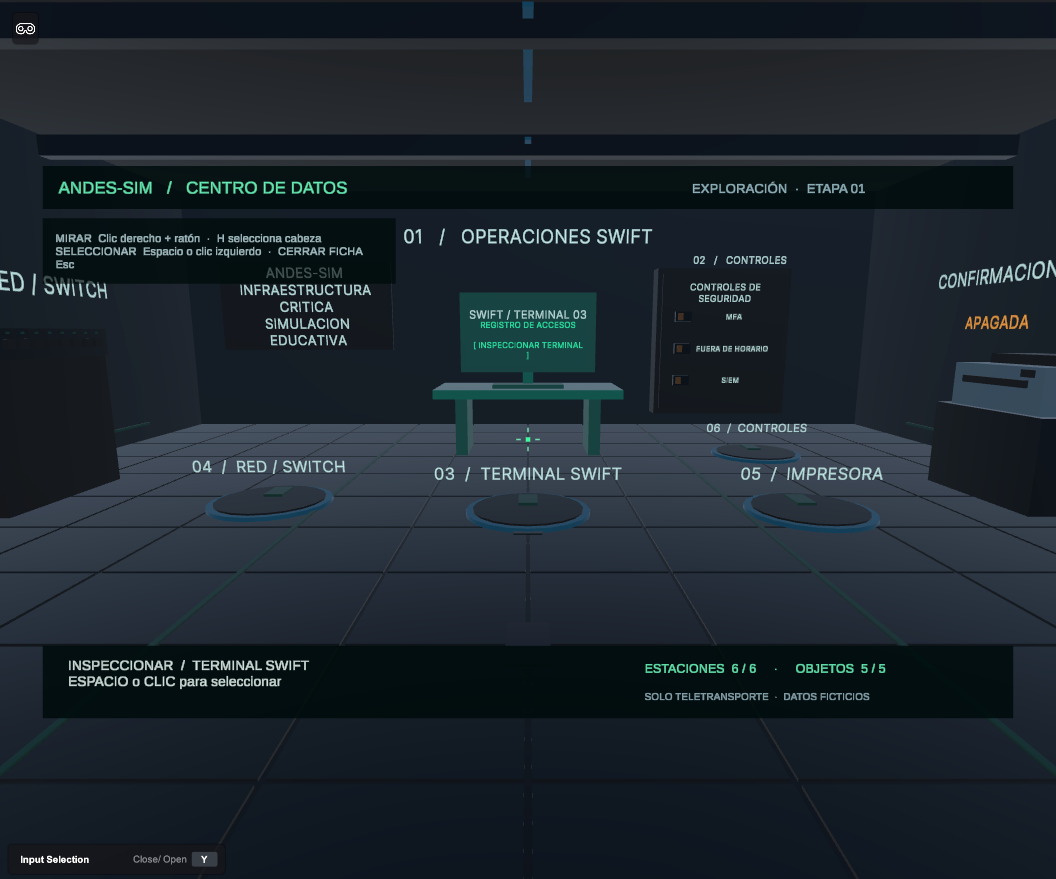 ANDES-SIM / CENTRO DE DATOS
EXPLORACIÓN · ETAPA 01
MIRAR Clic derecho + ratón · H selecciona cabeza
SELECCIONAR Espacio o clic izquierdo · CERRAR FICHA
Esc
01 / OPERACIONES SWIFT
ED / SWITCH
ANDES-SIM
INFRAESTRUCTURA
CRITICA
SIMULACION
EDUCATIVA
SWIFT / TERMINAL 03
REGISTRO DE ACCESOS
[ INSPECCIONAR TERMINAL
]
02 / CONTROLES
CONTROLES DE
SEGURIDAD
MFA
FUERA DE HORARIO
SIEM
CONFIRMACION
APAGADA
06 / CONTROLES
04 / RED / SWITCH
03 / TERMINAL SWIFT
05 / IMPRESORA
INSPECCIONAR / TERMINAL SWIFT
ESPACIO o CLIC para seleccionar
ESTACIONES 6 / 6 · OBJETOS 5 / 5
SOLO TELETRANSPORTE · DATOS FICTICIOS
Input Selection Close/ Open Y